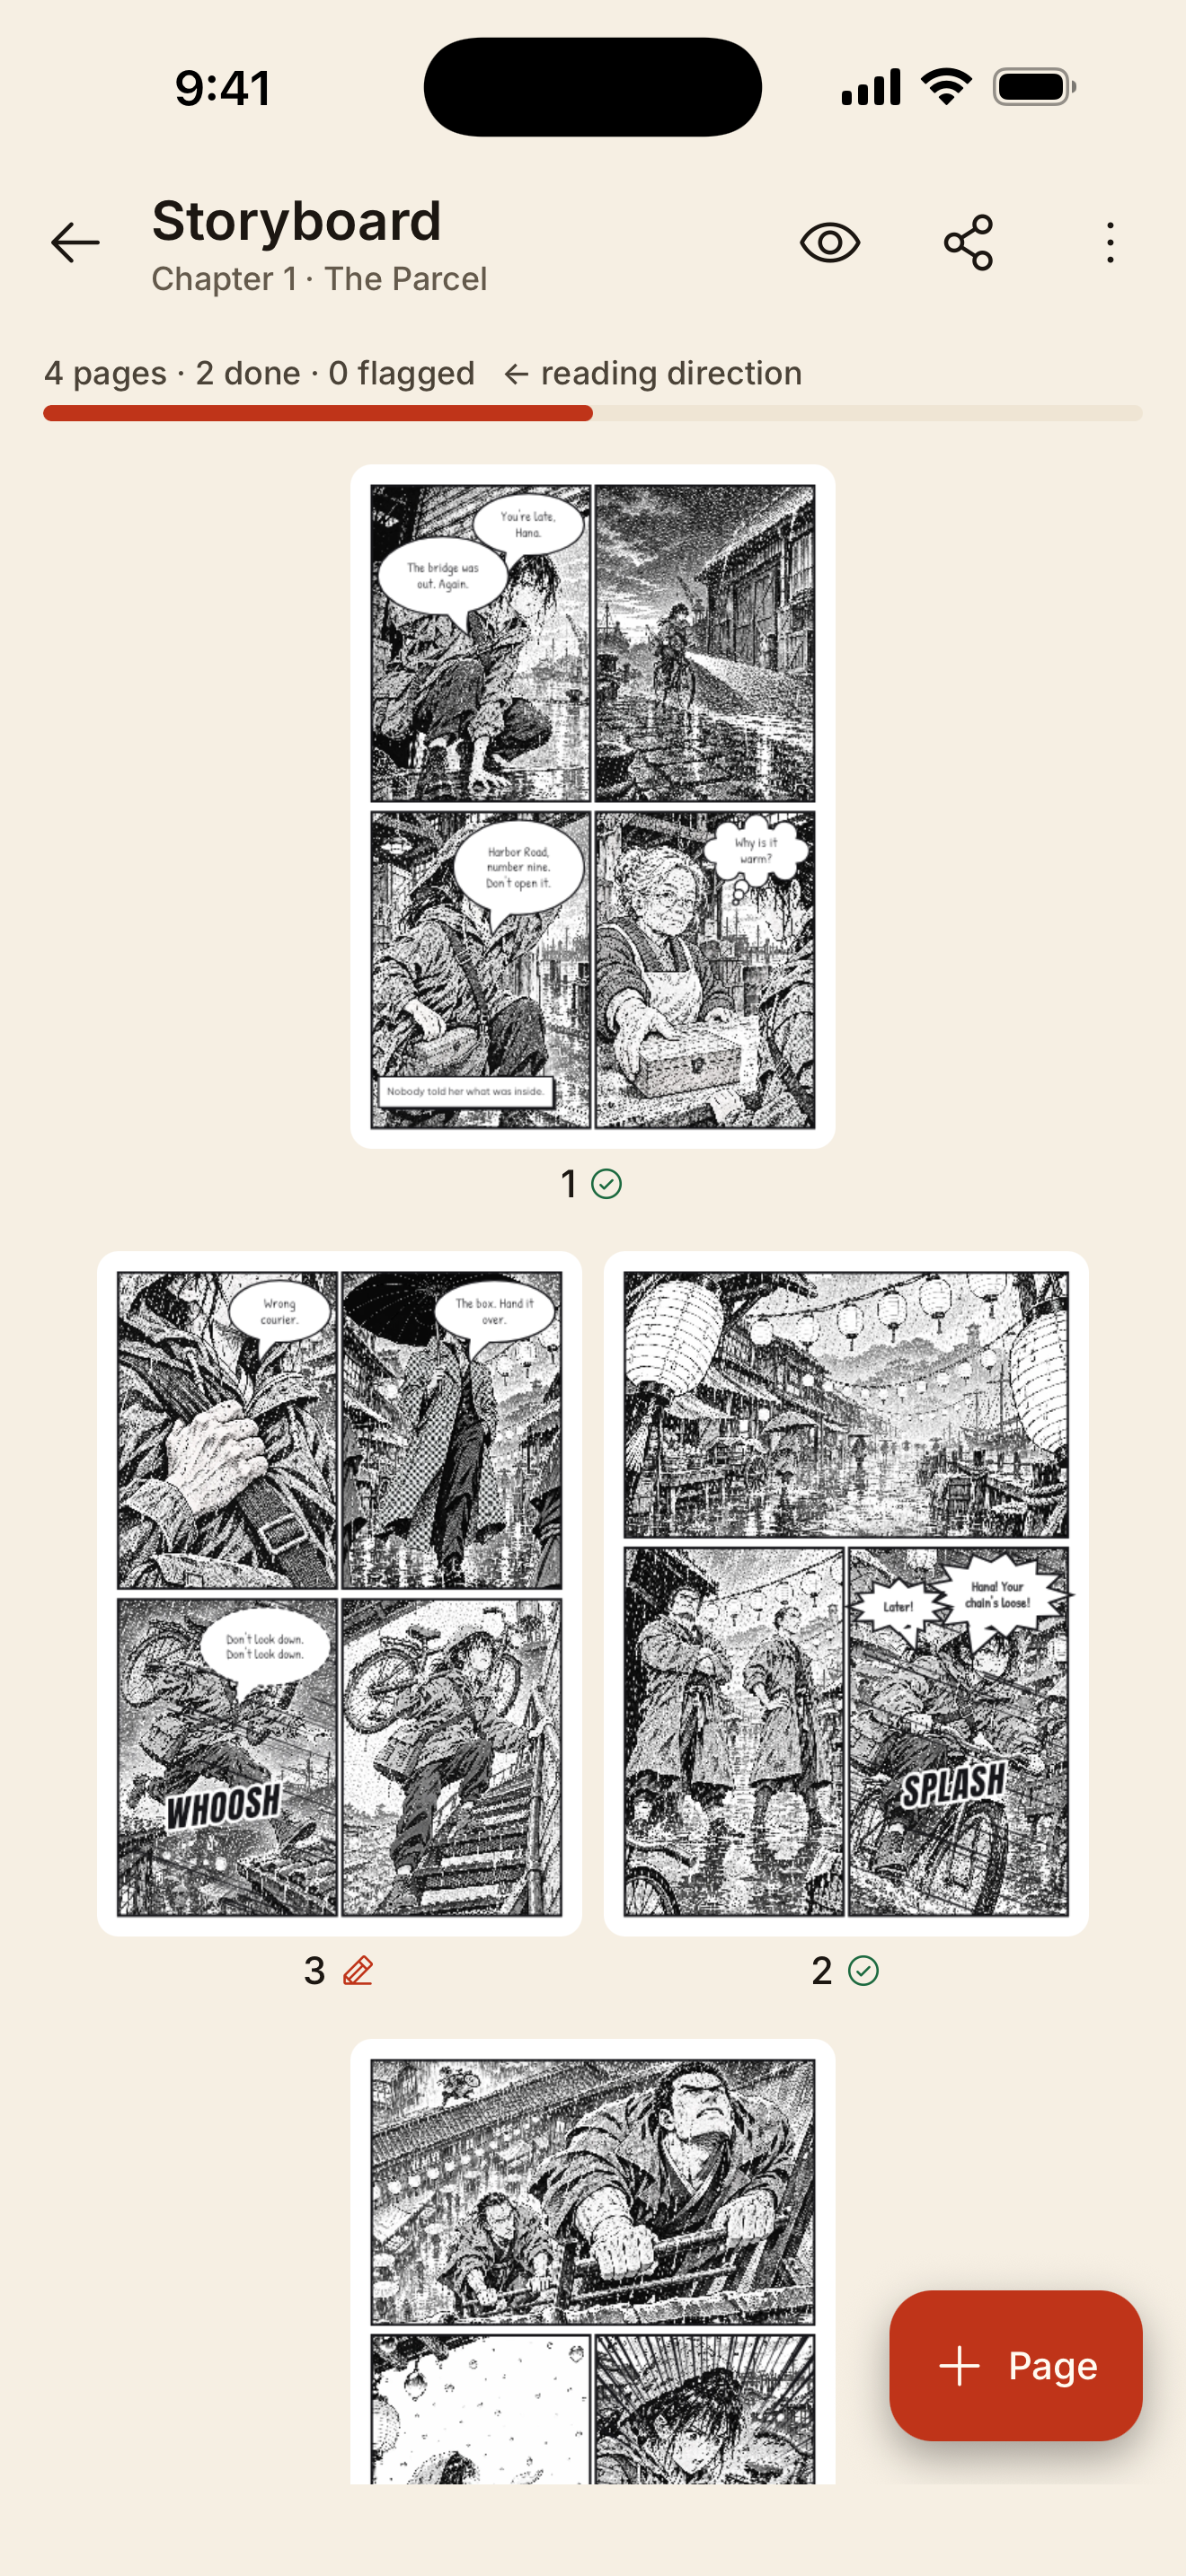 9:41
Storyboard
Chapter 1 · The Parcel
4 pages · 2 done · 0 flagged ← reading direction
You're late,
Hana.
The bridge was
out. Again.
Why is it
warm?
Harbor Road,
number nine.
Don't open it.
Nobody told her what was inside.
1
Hana! Your
chain's loose!
Later!
SPLASH
2
The box. Hand it
over.
Wrong
courier.
Don't look down.
Don't look down.
WHOOSH
3
+ Page